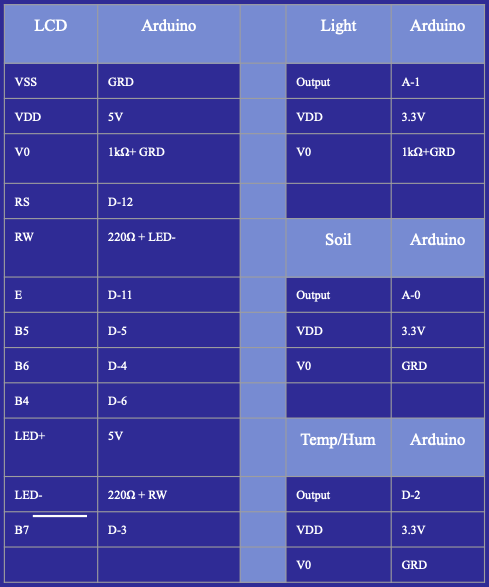 LCD Arduino Light Arduino
VSS GRD Output A-1
VDD 5V VDD 3.3V
V0 1kΩ+ GRD V0 1kΩ+GRD
RS D-12
RW 220Ω + LED- Soil Arduino
E D-11 Output A-0
B5 D-5 VDD 3.3V
B6 D-4 V0 GRD
B4 D-6
LED+ 5V Temp/Hum Arduino
LED- 220Ω + RW Output D-2
B7 D-3 VDD 3.3V
V0 GRD